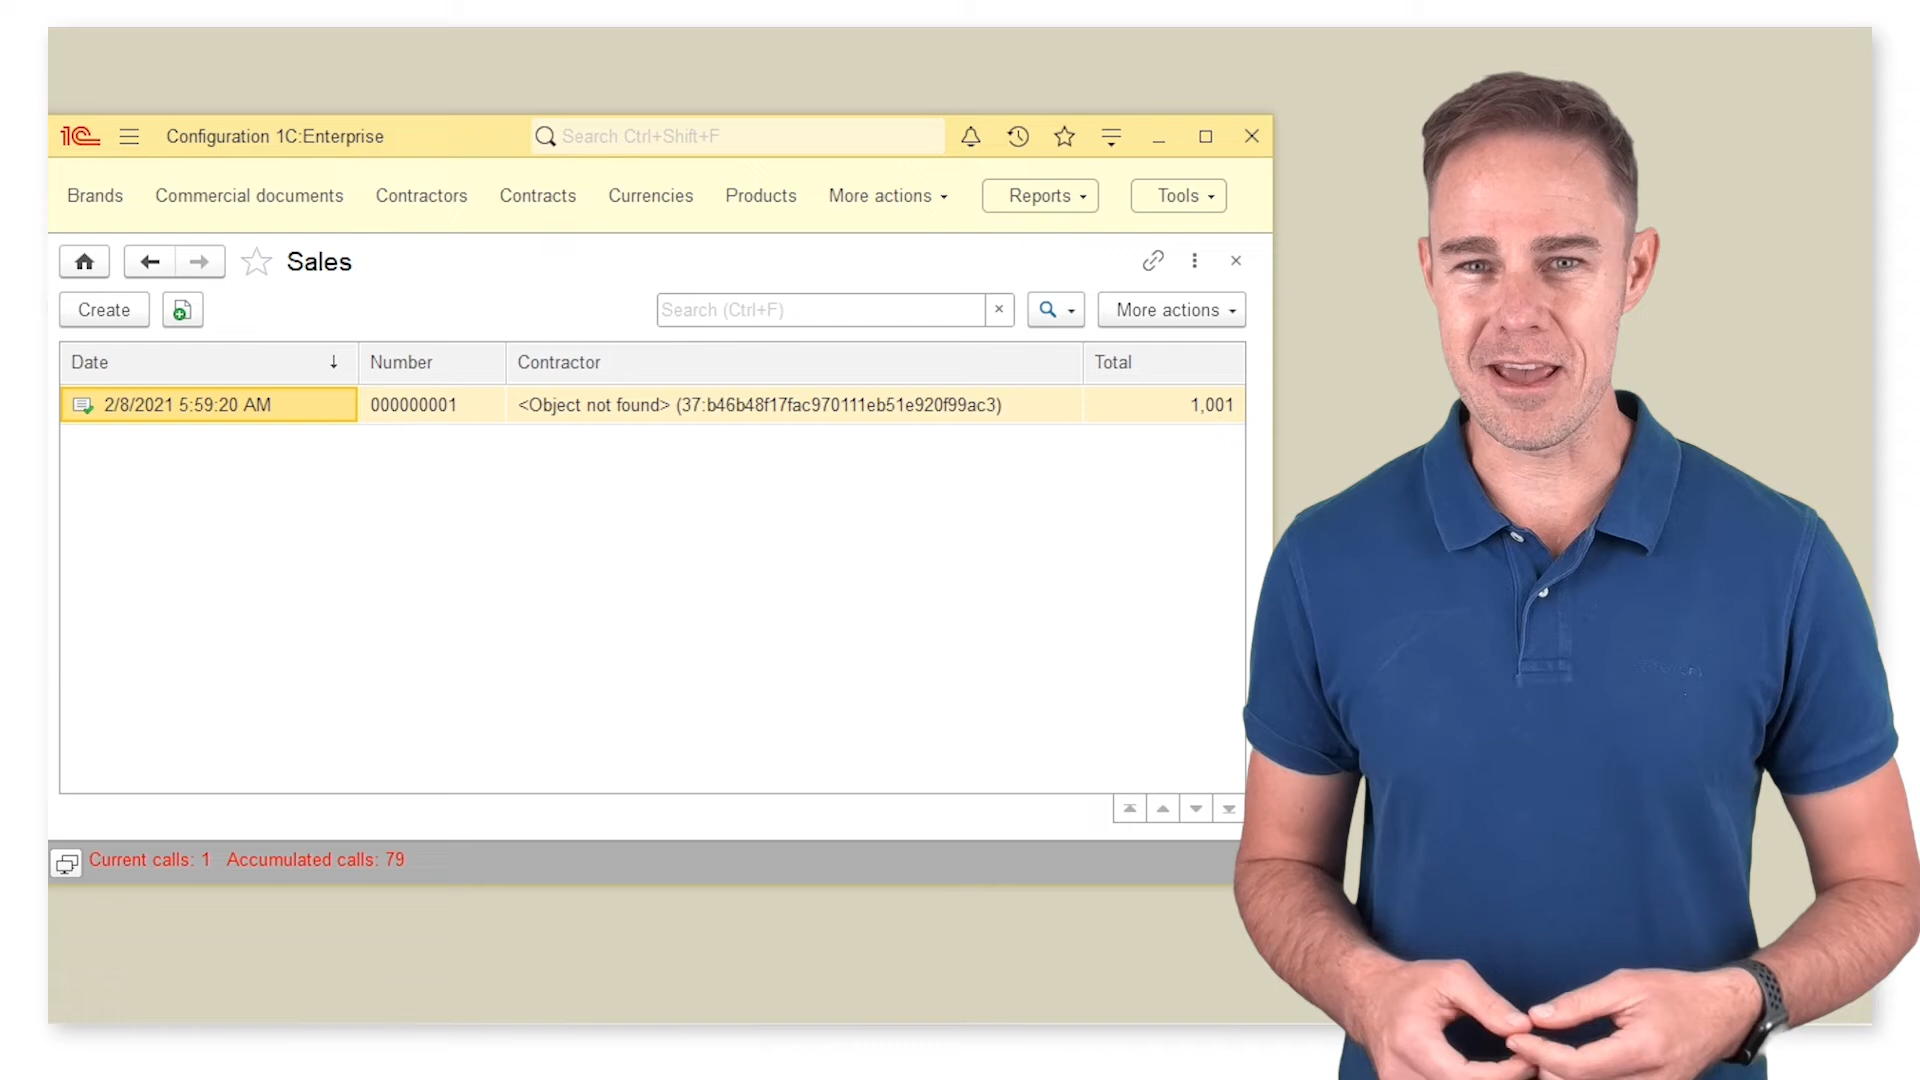 1C Configuration 1C:Enterprise Search Ctrl+Shift+F
Brands Commercial documents Contractors Contracts Currencies Products More actions Reports Tools
Sales
Create Search (Ctrl+F) × More actions
Date ↓ Number Contractor Total
2/8/2021 5:59:20 AM 000000001 <Object not found> (37:b46b48f17fac970111eb51e920f99ac3) 1,001
Current calls: 1 Accumulated calls: 79